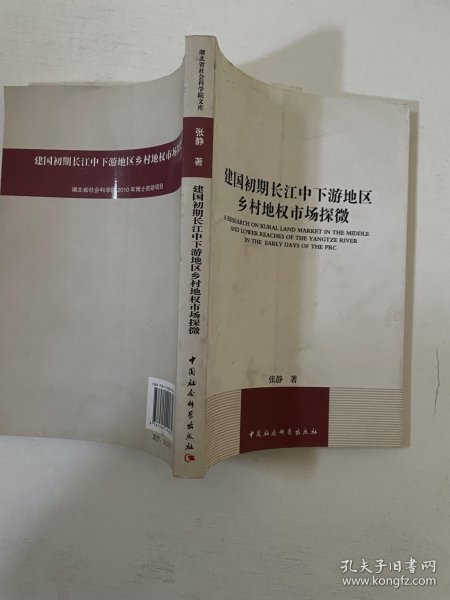 建国初期长江中下游地区乡村地权市场
湖北省社会科学院2010年博士资助项目
湖北省社会科学院文库
张静 著
建国初期长江中下游地区乡村地权市场探微
中国社会科学出版社
建国初期长江中下游地区
乡村地权市场探微
A RESEARCH ON RURAL LAND MARKET IN THE MIDDLE
AND LOWER REACHES OF THE YANGTZE RIVER
IN THE EARLY DAYS OF THE PRC
张静 著
中国社会科学出版社
孔夫子旧书网
www.kongfz.com